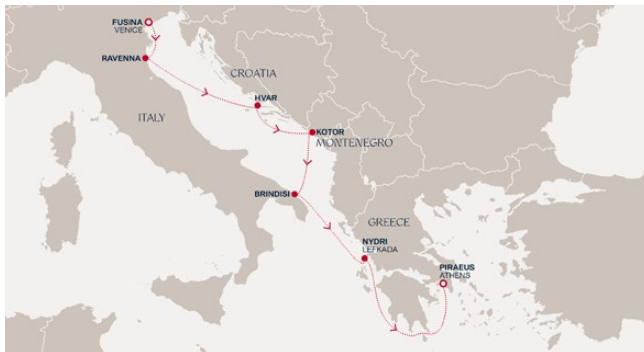 FUSINA
VENICE
RAVENNA
CROATIA
HVAR
ITALY
KOTOR
MONTENEGRO
BRINDISI
GREECE
NYDRI
LEFKADA
PIRAEUS
ATHENS